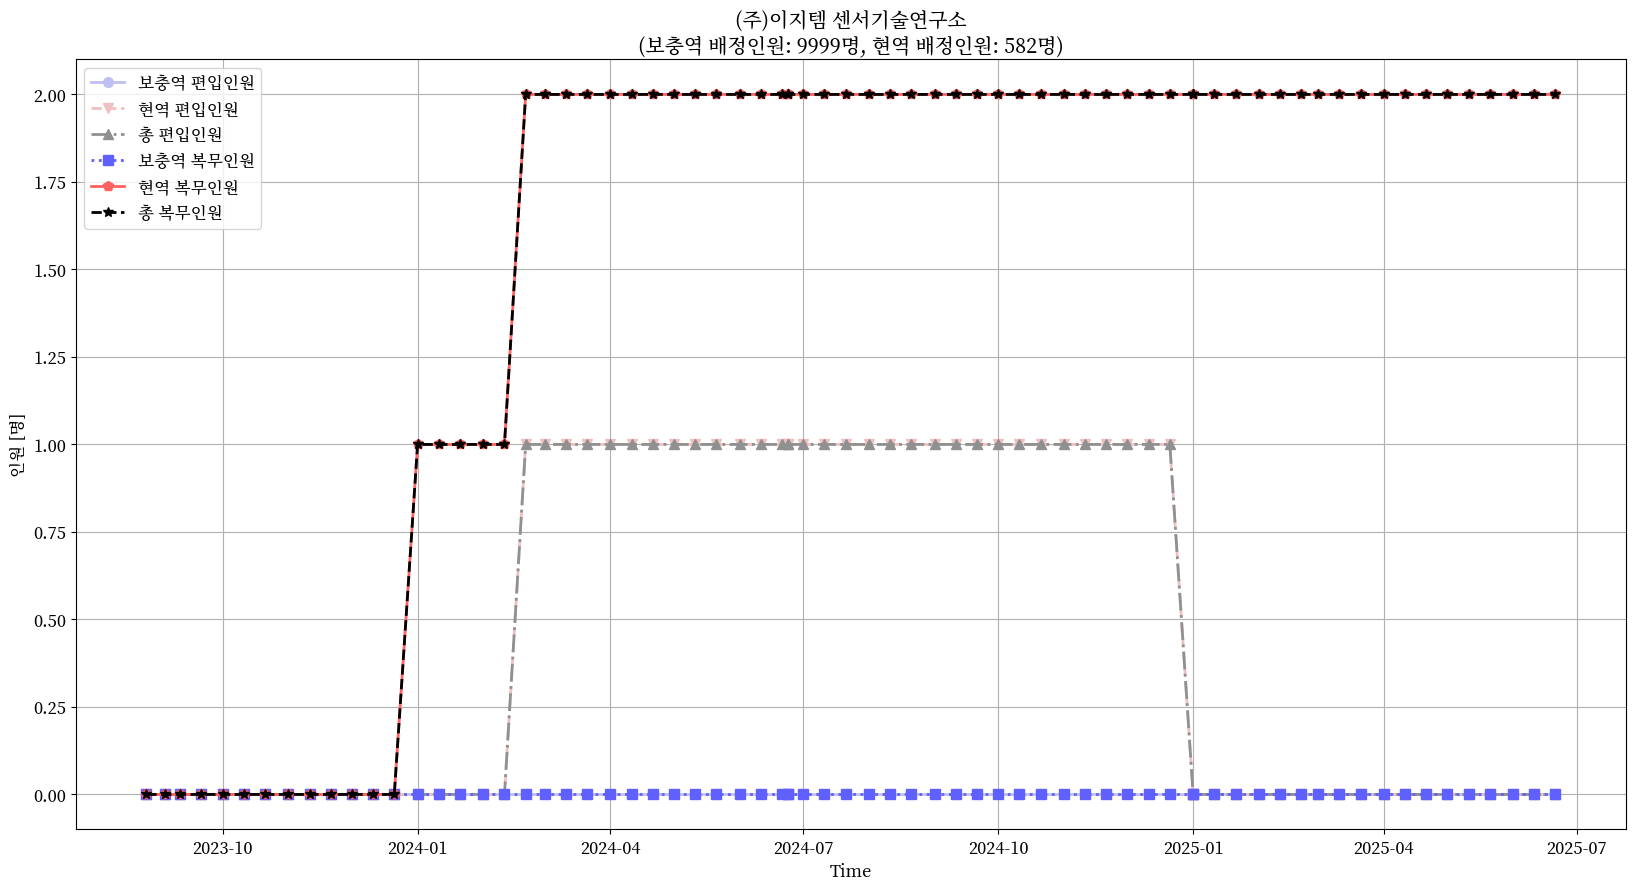 (주)이지템 센서기술연구소
(보충역 배정인원: 9999명, 현역 배정인원: 582명)
보충역 편입인원
현역 편입인원
총 편입인원
보충역 복무인원
현역 복무인원
총 복무인원
2.00
1.75
1.50
1.25
1.00
0.75
0.50
0.25
0.00
인원 [명]
2023-10
2024-01
2024-04
2024-07
2024-10
2025-01
2025-04
2025-07
Time